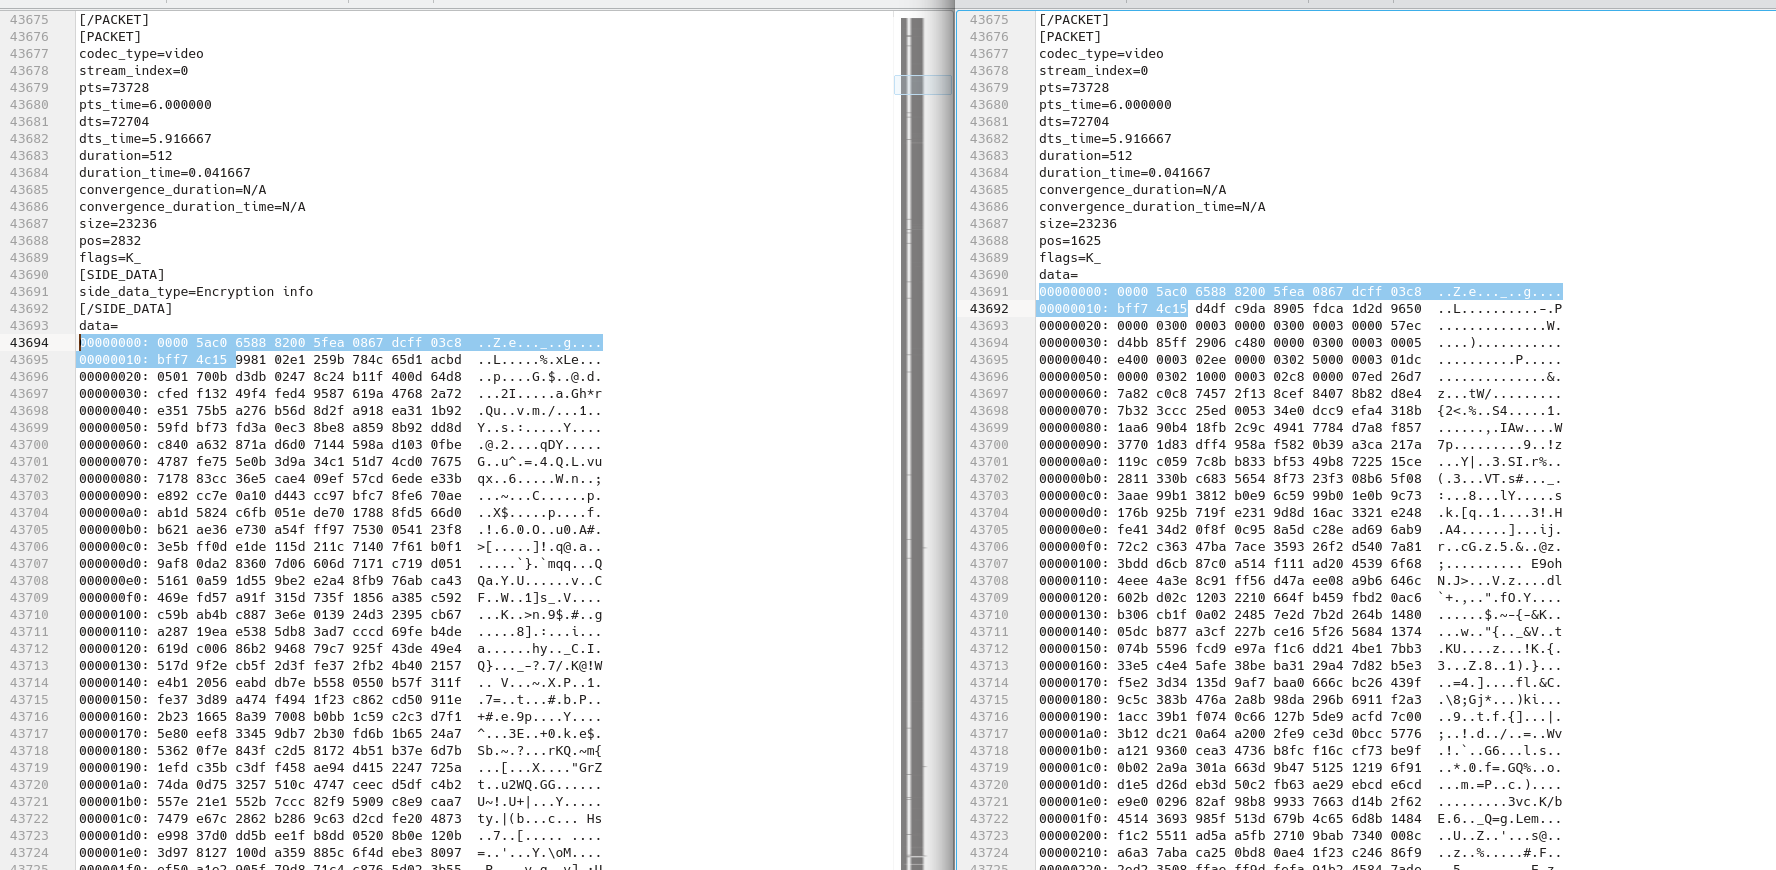 43675 [/PACKET]
43676 [PACKET]
43677 codec_type=video
43678 stream_index=0
43679 pts=73728
43680 pts_time=6.000000
43681 dts=72704
43682 dts_time=5.916667
43683 duration=512
43684 duration_time=0.041667
43685 convergence_duration=N/A
43686 convergence_duration_time=N/A
43687 size=23236
43688 pos=2832
43689 flags=K_
43690 [SIDE_DATA]
43691 side_data_type=Encryption info
43692 [/SIDE_DATA]
43693 data=
43694 00000000: 0000 5ac0 6588 8200 5fea 0867 dcff 03c8  ..Z.e..._..g....
43695 00000010: bff7 4c15 9981 02e1 259b 784c 65d1 acbd  ..L.....%.xLe...
43696 00000020: 0501 700b d3db 0247 8c24 b11f 400d 64d8  ..p....G.$..@.d.
43697 00000030: cfed f132 49f4 fed4 9587 619a 4768 2a72  ...2I.....a.Gh*r
43698 00000040: e351 75b5 a276 b56d 8d2f a918 ea31 1b92  .Qu..v.m./...1..
43699 00000050: 59fd bf73 fd3a 0ec3 8be8 a859 8b92 dd8d  Y..s.:.....Y....
43700 00000060: c840 a632 871a d6d0 7144 598a d103 0fbe  .@.2....qDY.....
43701 00000070: 4787 fe75 5e0b 3d9a 34c1 51d7 4cd0 7675  G..u^.=.4.Q.L.vu
43702 00000080: 7178 83cc 36e5 cae4 09ef 57cd 6ede e33b  qx..6.....W.n..;
43703 00000090: e892 cc7e 0a10 d443 cc97 bfc7 8fe6 70ae  ...~...C......p.
43704 000000a0: ab1d 5824 c6fb 051e de70 1788 8fd5 66d0  ..X$.....p....f.
43705 000000b0: b621 ae36 e730 a54f ff97 7530 0541 23f8  .!.6.0.O..u0.A#.
43706 000000c0: 3e5b ff0d e1de 115d 211c 7140 7f61 b0f1  >[.....]!.q@.a..
43707 000000d0: 9af8 0da2 8360 7d06 606d 7171 c719 d051  .....`}.`mqq...Q
43708 000000e0: 5161 0a59 1d55 9be2 e2a4 8fb9 76ab ca43  Qa.Y.U......v..C
43709 000000f0: 469e fd57 a91f 315d 735f 1856 a385 c592  F..W..1]s_.V....
43710 00000100: c59b ab4b c887 3e6e 0139 24d3 2395 cb67  ...K..>n.9$.#..g
43711 00000110: a287 19ea e538 5db8 3ad7 cccd 69fe b4de  .....8].:...i...
43712 00000120: 619d c006 86b2 9468 79c7 925f 43de 49e4  a......hy.._C.I.
43713 00000130: 517d 9f2e cb5f 2d3f fe37 2fb2 4b40 2157  Q}..._-?.7/.K@!W
43714 00000140: e4b1 2056 eabd db7e b558 0550 b57f 311f  .. V...~.X.P..1.
43715 00000150: fe37 3d89 a474 f494 1f23 c862 cd50 911e  .7=..t...#.b.P..
43716 00000160: 2b23 1665 8a39 7008 b0bb 1c59 c2c3 d7f1  +#.e.9p....Y....
43717 00000170: 5e80 eef8 3345 9db7 2b30 fd6b 1b65 24a7  ^...3E..+0.k.e$.
43718 00000180: 5362 0f7e 843f c2d5 8172 4b51 b37e 6d7b  Sb.~.?...rKQ.~m{
43719 00000190: 1efd c35b c3df f458 ae94 d415 2247 725a  ...[...X...."GrZ
43720 000001a0: 74da 0d75 3257 510c 4747 ceec d5df c4b2  t..u2WQ.GG......
43721 000001b0: 557e 21e1 552b 7ccc 82f9 5909 c8e9 caa7  U~!.U+|...Y.....
43722 000001c0: 7479 e67c 2862 b286 9c63 d2cd fe20 4873  ty.|(b...c... Hs
43723 000001d0: e998 37d0 dd5b ee1f b8dd 0520 8b0e 120b  ..7..[..... ....
43724 000001e0: 3d97 8127 100d a359 885c 6f4d ebe3 8097  =..'...Y.\oM....
43675 [/PACKET]
43676 [PACKET]
43677 codec_type=video
43678 stream_index=0
43679 pts=73728
43680 pts_time=6.000000
43681 dts=72704
43682 dts_time=5.916667
43683 duration=512
43684 duration_time=0.041667
43685 convergence_duration=N/A
43686 convergence_duration_time=N/A
43687 size=23236
43688 pos=1625
43689 flags=K_
43690 data=
43691 00000000: 0000 5ac0 6588 8200 5fea 0867 dcff 03c8  ..Z.e..._..g....
43692 00000010: bff7 4c15 d4df c9da 8905 fdca 1d2d 9650  ..L..........-.P
43693 00000020: 0000 0300 0003 0000 0300 0003 0000 57ec  ..............W.
43694 00000030: d4bb 85ff 2906 c480 0000 0300 0003 0005  ....)...........
43695 00000040: e400 0003 02ee 0000 0302 5000 0003 01dc  ..........P.....
43696 00000050: 0000 0302 1000 0003 02c8 0000 07ed 26d7  ..............&.
43697 00000060: 7a82 c0c8 7457 2f13 8cef 8407 8b82 d8e4  z...tW/.........
43698 00000070: 7b32 3ccc 25ed 0053 34e0 dcc9 efa4 318b  {2<.%..S4.....1.
43699 00000080: 1aa6 90b4 18fb 2c9c 4941 7784 d7a8 f857  ......,.IAw....W
43700 00000090: 3770 1d83 dff4 958a f582 0b39 a3ca 217a  7p.........9..!z
43701 000000a0: 119c c059 7c8b b833 bf53 49b8 7225 15ce  ...Y|..3.SI.r%..
43702 000000b0: 2811 330b c683 5654 8f73 23f3 08b6 5f08  (.3...VT.s#..._.
43703 000000c0: 3aae 99b1 3812 b0e9 6c59 99b0 1e0b 9c73  :...8...lY.....s
43704 000000d0: 176b 925b 719f e231 9d8d 16ac 3321 e248  .k.[q..1....3!.H
43705 000000e0: fe41 34d2 0f8f 0c95 8a5d c28e ad69 6ab9  .A4......]...ij.
43706 000000f0: 72c2 c363 47ba 7ace 3593 26f2 d540 7a81  r..cG.z.5.&..@z.
43707 00000100: 3bdd d6cb 87c0 a514 f111 ad20 4539 6f68  ;.......... E9oh
43708 00000110: 4eee 4a3e 8c91 ff56 d47a ee08 a9b6 646c  N.J>...V.z....dl
43709 00000120: 602b d02c 1203 2210 664f b459 fbd2 0ac6  `+.,..".fO.Y....
43710 00000130: b306 cb1f 0a02 2485 7e2d 7b2d 264b 1480  ......$.~-{-&K..
43711 00000140: 05dc b877 a3cf 227b ce16 5f26 5684 1374  ...w.."{.._&V..t
43712 00000150: 074b 5596 fcd9 e97a f1c6 dd21 4be1 7bb3  .KU....z...!K.{.
43713 00000160: 33e5 c4e4 5afe 38be ba31 29a4 7d82 b5e3  3...Z.8..1).}...
43714 00000170: f5e2 3d34 135d 9af7 baa0 666c bc26 439f  ..=4.]....fl.&C.
43715 00000180: 9c5c 383b 476a 2a8b 98da 296b 6911 f2a3  .\8;Gj*...)ki...
43716 00000190: 1acc 39b1 f074 0c66 127b 5de9 acfd 7c00  ..9..t.f.{]...|.
43717 000001a0: 3b12 dc21 0a64 a200 2fe9 ce3d 0bcc 5776  ;..!.d../..=..Wv
43718 000001b0: a121 9360 cea3 4736 b8fc f16c cf73 be9f  .!.`..G6...l.s..
43719 000001c0: 0b02 2a9a 301a 663d 9b47 5125 1219 6f91  ..*.0.f=.GQ%..o.
43720 000001d0: d1e5 d26d eb3d 50c2 fb63 ae29 ebcd e6cd  ...m.=P..c.)....
43721 000001e0: e9e0 0296 82af 98b8 9933 7663 d14b 2f62  .........3vc.K/b
43722 000001f0: 4514 3693 985f 513d 679b 4c65 6d8b 1484  E.6.._Q=g.Lem...
43723 00000200: f1c2 5511 ad5a a5fb 2710 9bab 7340 008c  ..U..Z..'...s@..
43724 00000210: a6a3 7aba ca25 0bd8 0ae4 1f23 c246 86f9  ..z..%.....#.F..